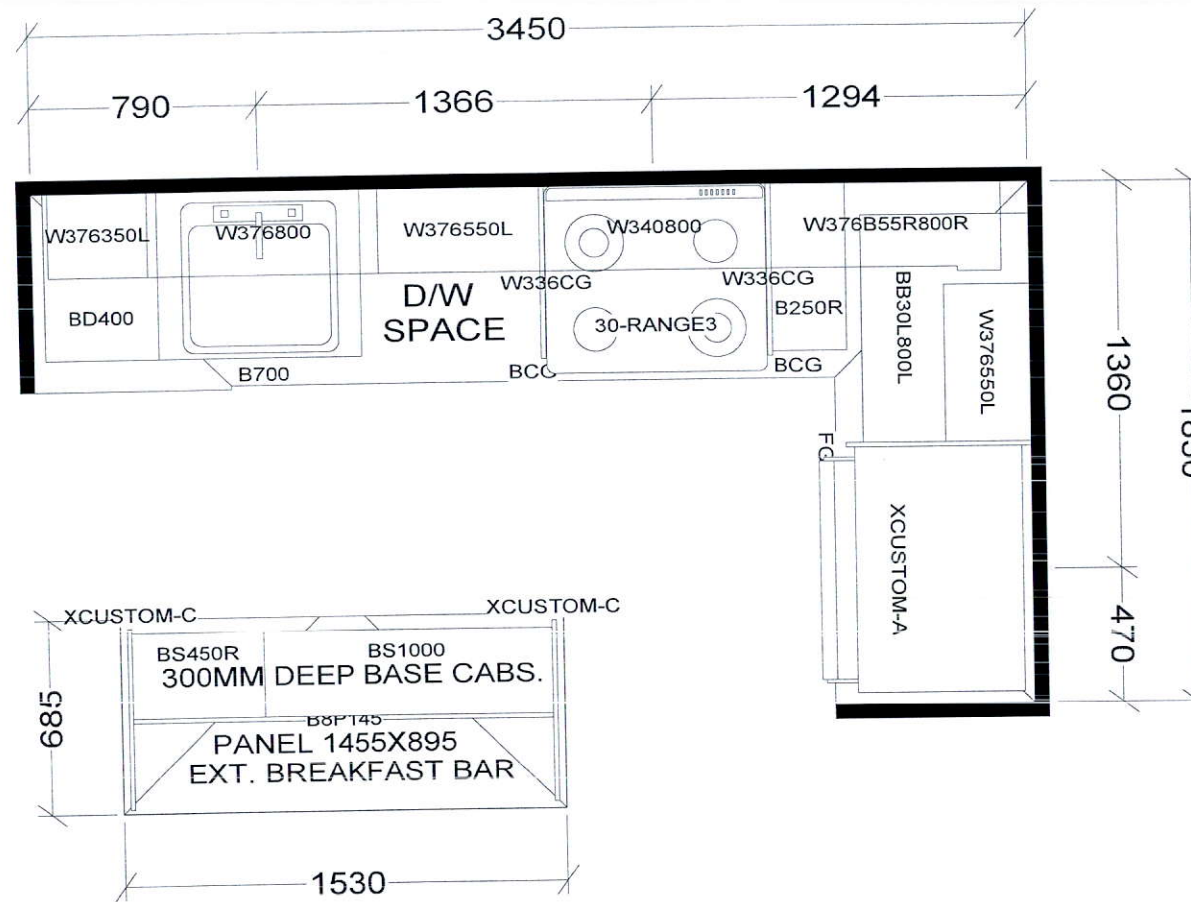 3450
790
1366
1294
W376350L
W376800
W376550L
W340800
W376B55R800R
W336CG
W336CG
D/W
SPACE
BD400
30-RANGE3
B250R
BB30L800L
W376550L
B700
BCG
BCG
FG
1360
XCUSTOM-A
470
XCUSTOM-C
XCUSTOM-C
BS450R
BS1000
300MM DEEP BASE CABS.
685
B8P145
PANEL 1455X895
EXT. BREAKFAST BAR
1530